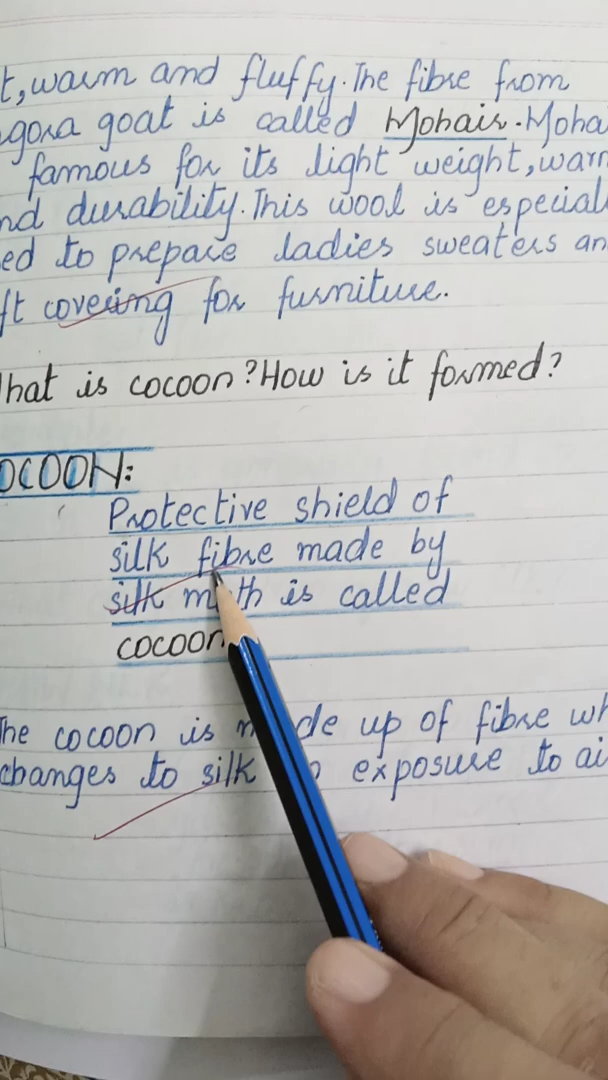 t, warm and fluffy. The fibre from
gora goat is called Mohair. Moha
famous for its light weight, warm
nd durability. This wool is especial
ed to prepare ladies sweaters an
ft covering for furniture.
hat is cocoon? How is it formed?
OCOON:
Protective shield of
silk fibre made by
silk moth is called
cocoon
The cocoon is made up of fibre wh
changes to silk exposure to ai